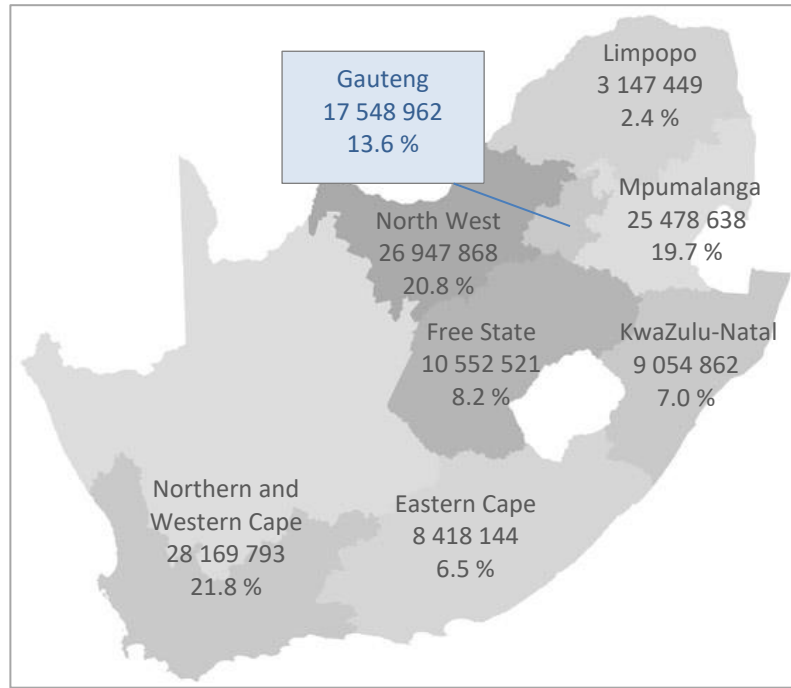 Limpopo
3 147 449
2.4 %
Gauteng
17 548 962
13.6 %
Mpumalanga
25 478 638
19.7 %
North West
26 947 868
20.8 %
Free State
10 552 521
8.2 %
KwaZulu-Natal
9 054 862
7.0 %
Northern and
Western Cape
28 169 793
21.8 %
Eastern Cape
8 418 144
6.5 %